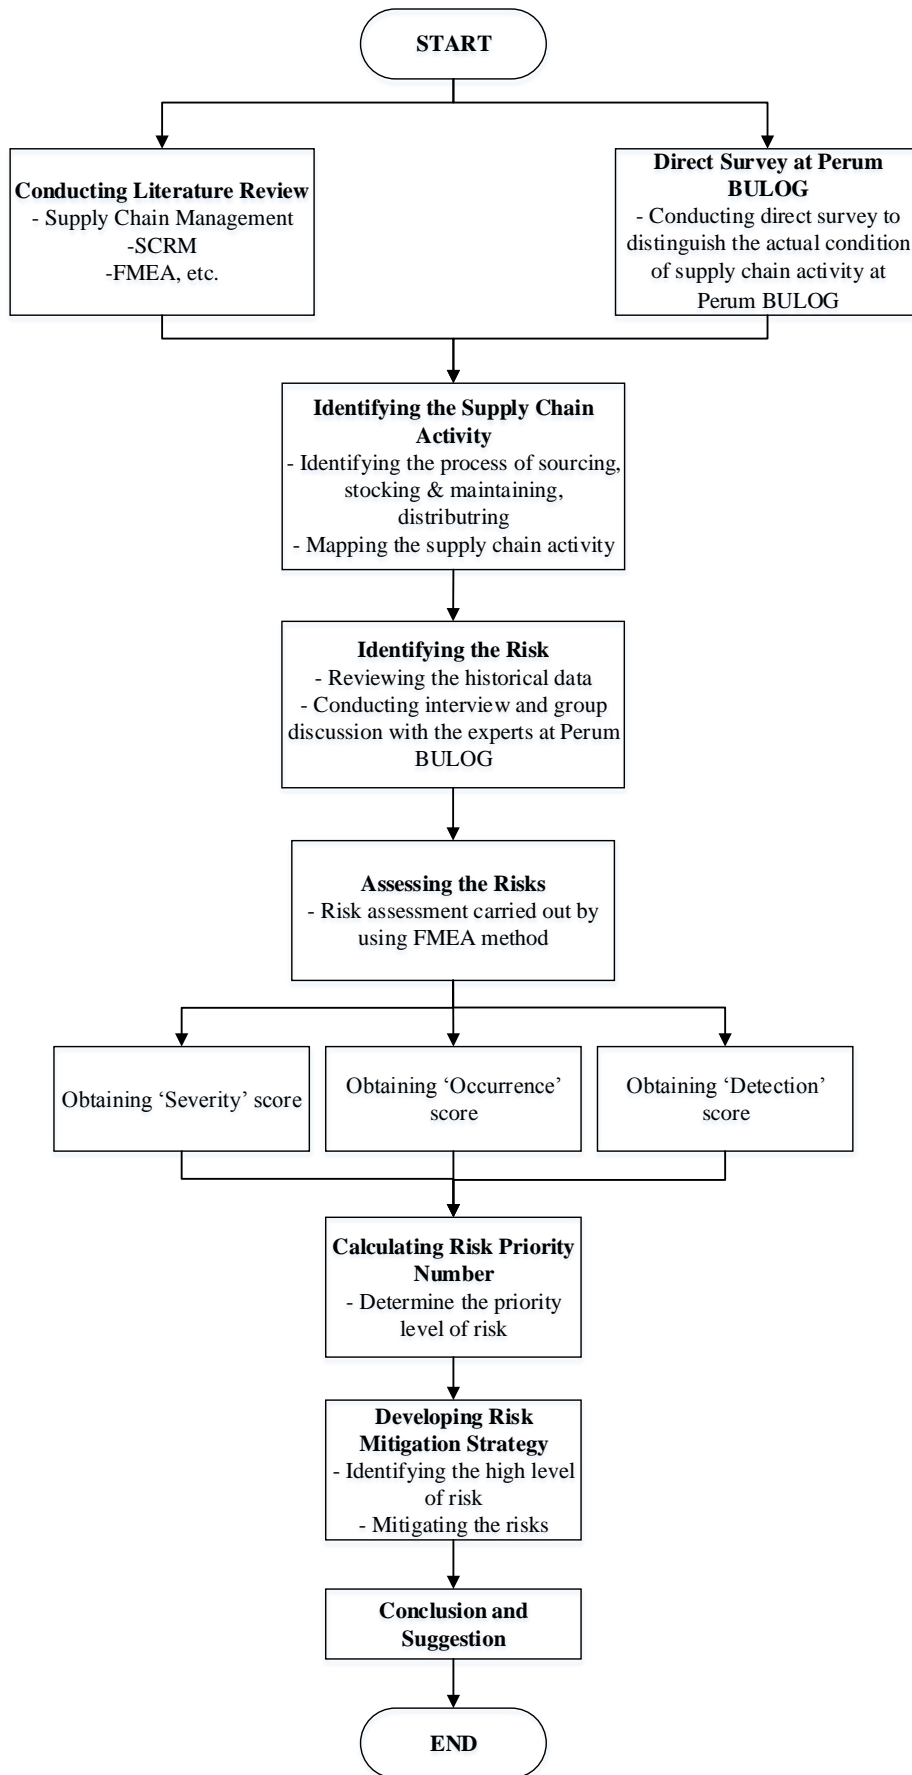 START
Conducting Literature Review
- Supply Chain Management
-SCRM
-FMEA, etc.
Direct Survey at Perum
BULOG
- Conducting direct survey to
distinguish the actual condition
of supply chain activity at
Perum BULOG
Identifying the Supply Chain
Activity
- Identifying the process of sourcing,
stocking & maintaining,
distributring
- Mapping the supply chain activity
Identifying the Risk
- Reviewing the historical data
- Conducting interview and group
discussion with the experts at Perum
BULOG
Assessing the Risks
- Risk assessment carried out by
using FMEA method
Obtaining ‘Severity’ score
Obtaining ‘Occurrence’
score
Obtaining ‘Detection’
score
Calculating Risk Priority
Number
- Determine the priority
level of risk
Developing Risk
Mitigation Strategy
- Identifying the high level
of risk
- Mitigating the risks
Conclusion and
Suggestion
END